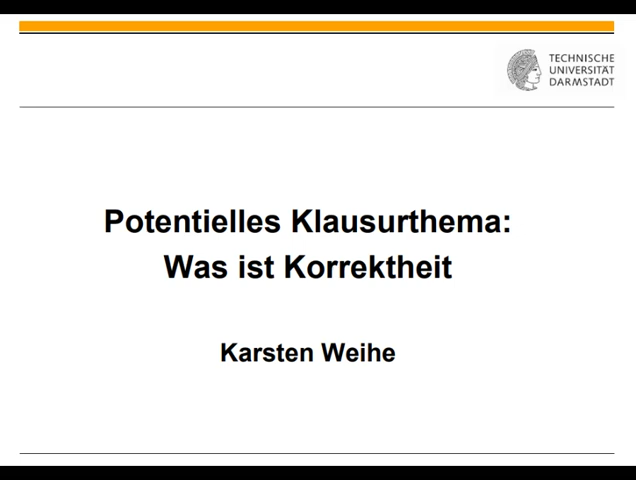 TECHNISCHE
UNIVERSITÄT
DARMSTADT
Potentielles Klausurthema:
Was ist Korrektheit
Karsten Weihe